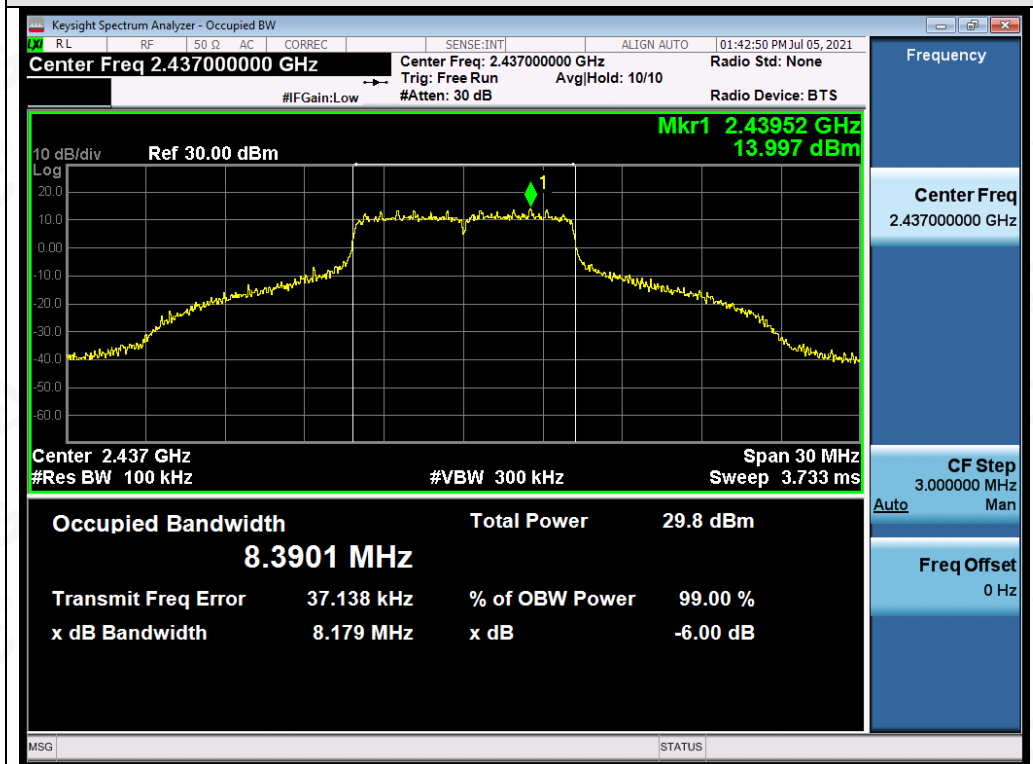 Keysight Spectrum Analyzer - Occupied BW
LXI RL RF 50 Ω AC CORREC SENSE:INT ALIGN AUTO 01:42:50 PM Jul 05, 2021
Center Freq 2.437000000 GHz
Center Freq: 2.437000000 GHz Radio Std: None
Trig: Free Run Avg|Hold: 10/10
#IFGain:Low #Atten: 30 dB Radio Device: BTS
Frequency
Mkr1 2.43952 GHz
13.997 dBm
10 dB/div Ref 30.00 dBm
Log
1
20.0
10.0
0.00
-10.0
-20.0
-30.0
-40.0
-50.0
-60.0
Center 2.437 GHz Span 30 MHz
#Res BW 100 kHz #VBW 300 kHz Sweep 3.733 ms
Center Freq
2.437000000 GHz
CF Step
3.000000 MHz
Auto Man
Freq Offset
0 Hz
Occupied Bandwidth Total Power 29.8 dBm
8.3901 MHz
Transmit Freq Error 37.138 kHz % of OBW Power 99.00 %
x dB Bandwidth 8.179 MHz x dB -6.00 dB
MSG STATUS